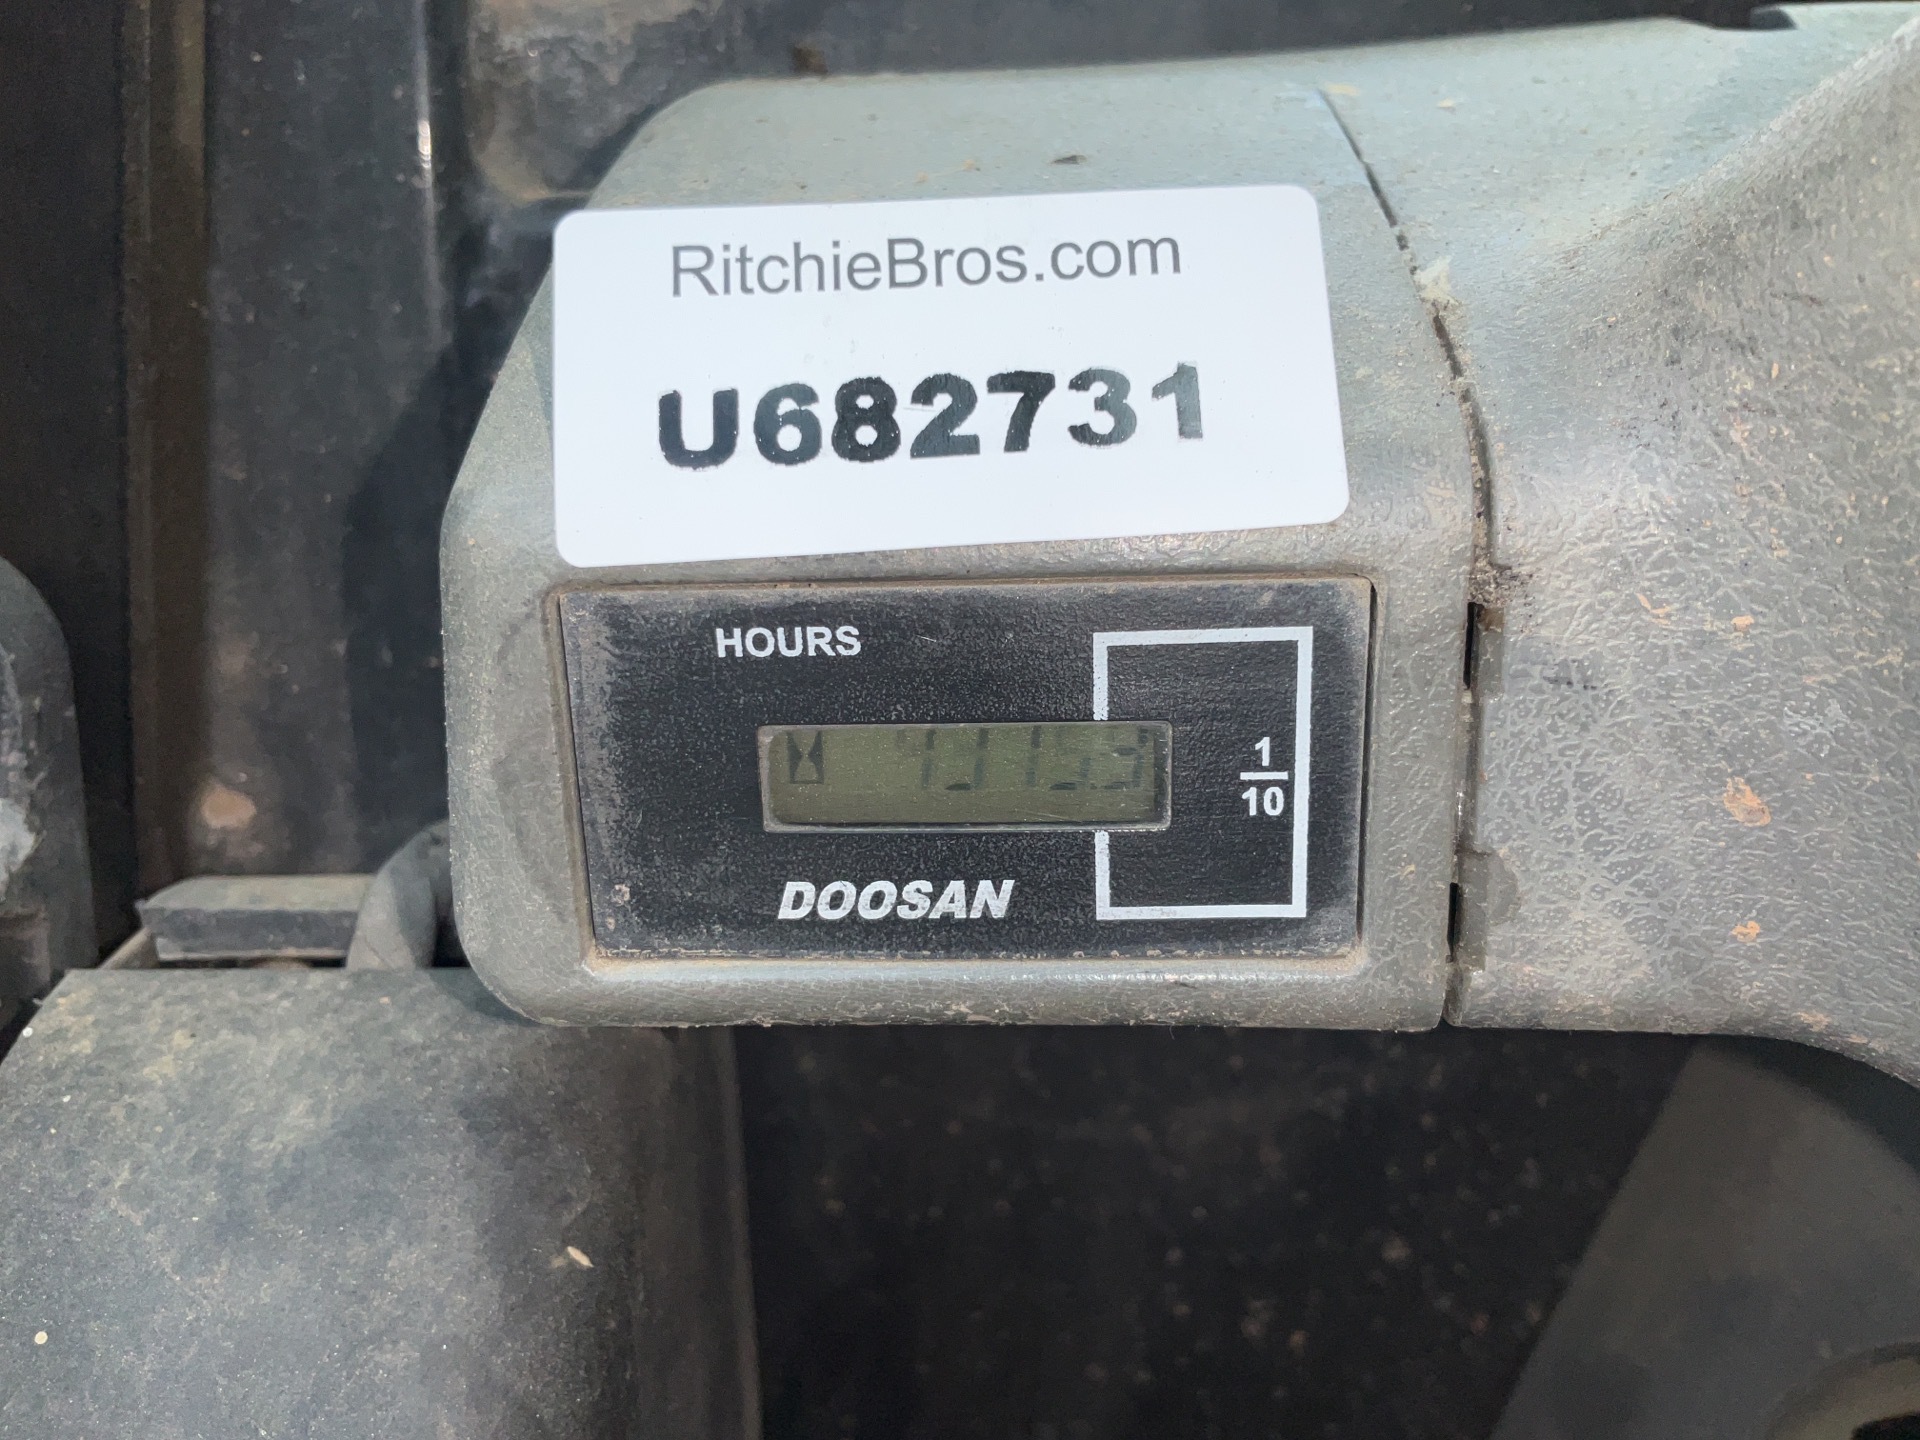 RitchieBros.com
U682731
HOURS
1
10
DOOSAN